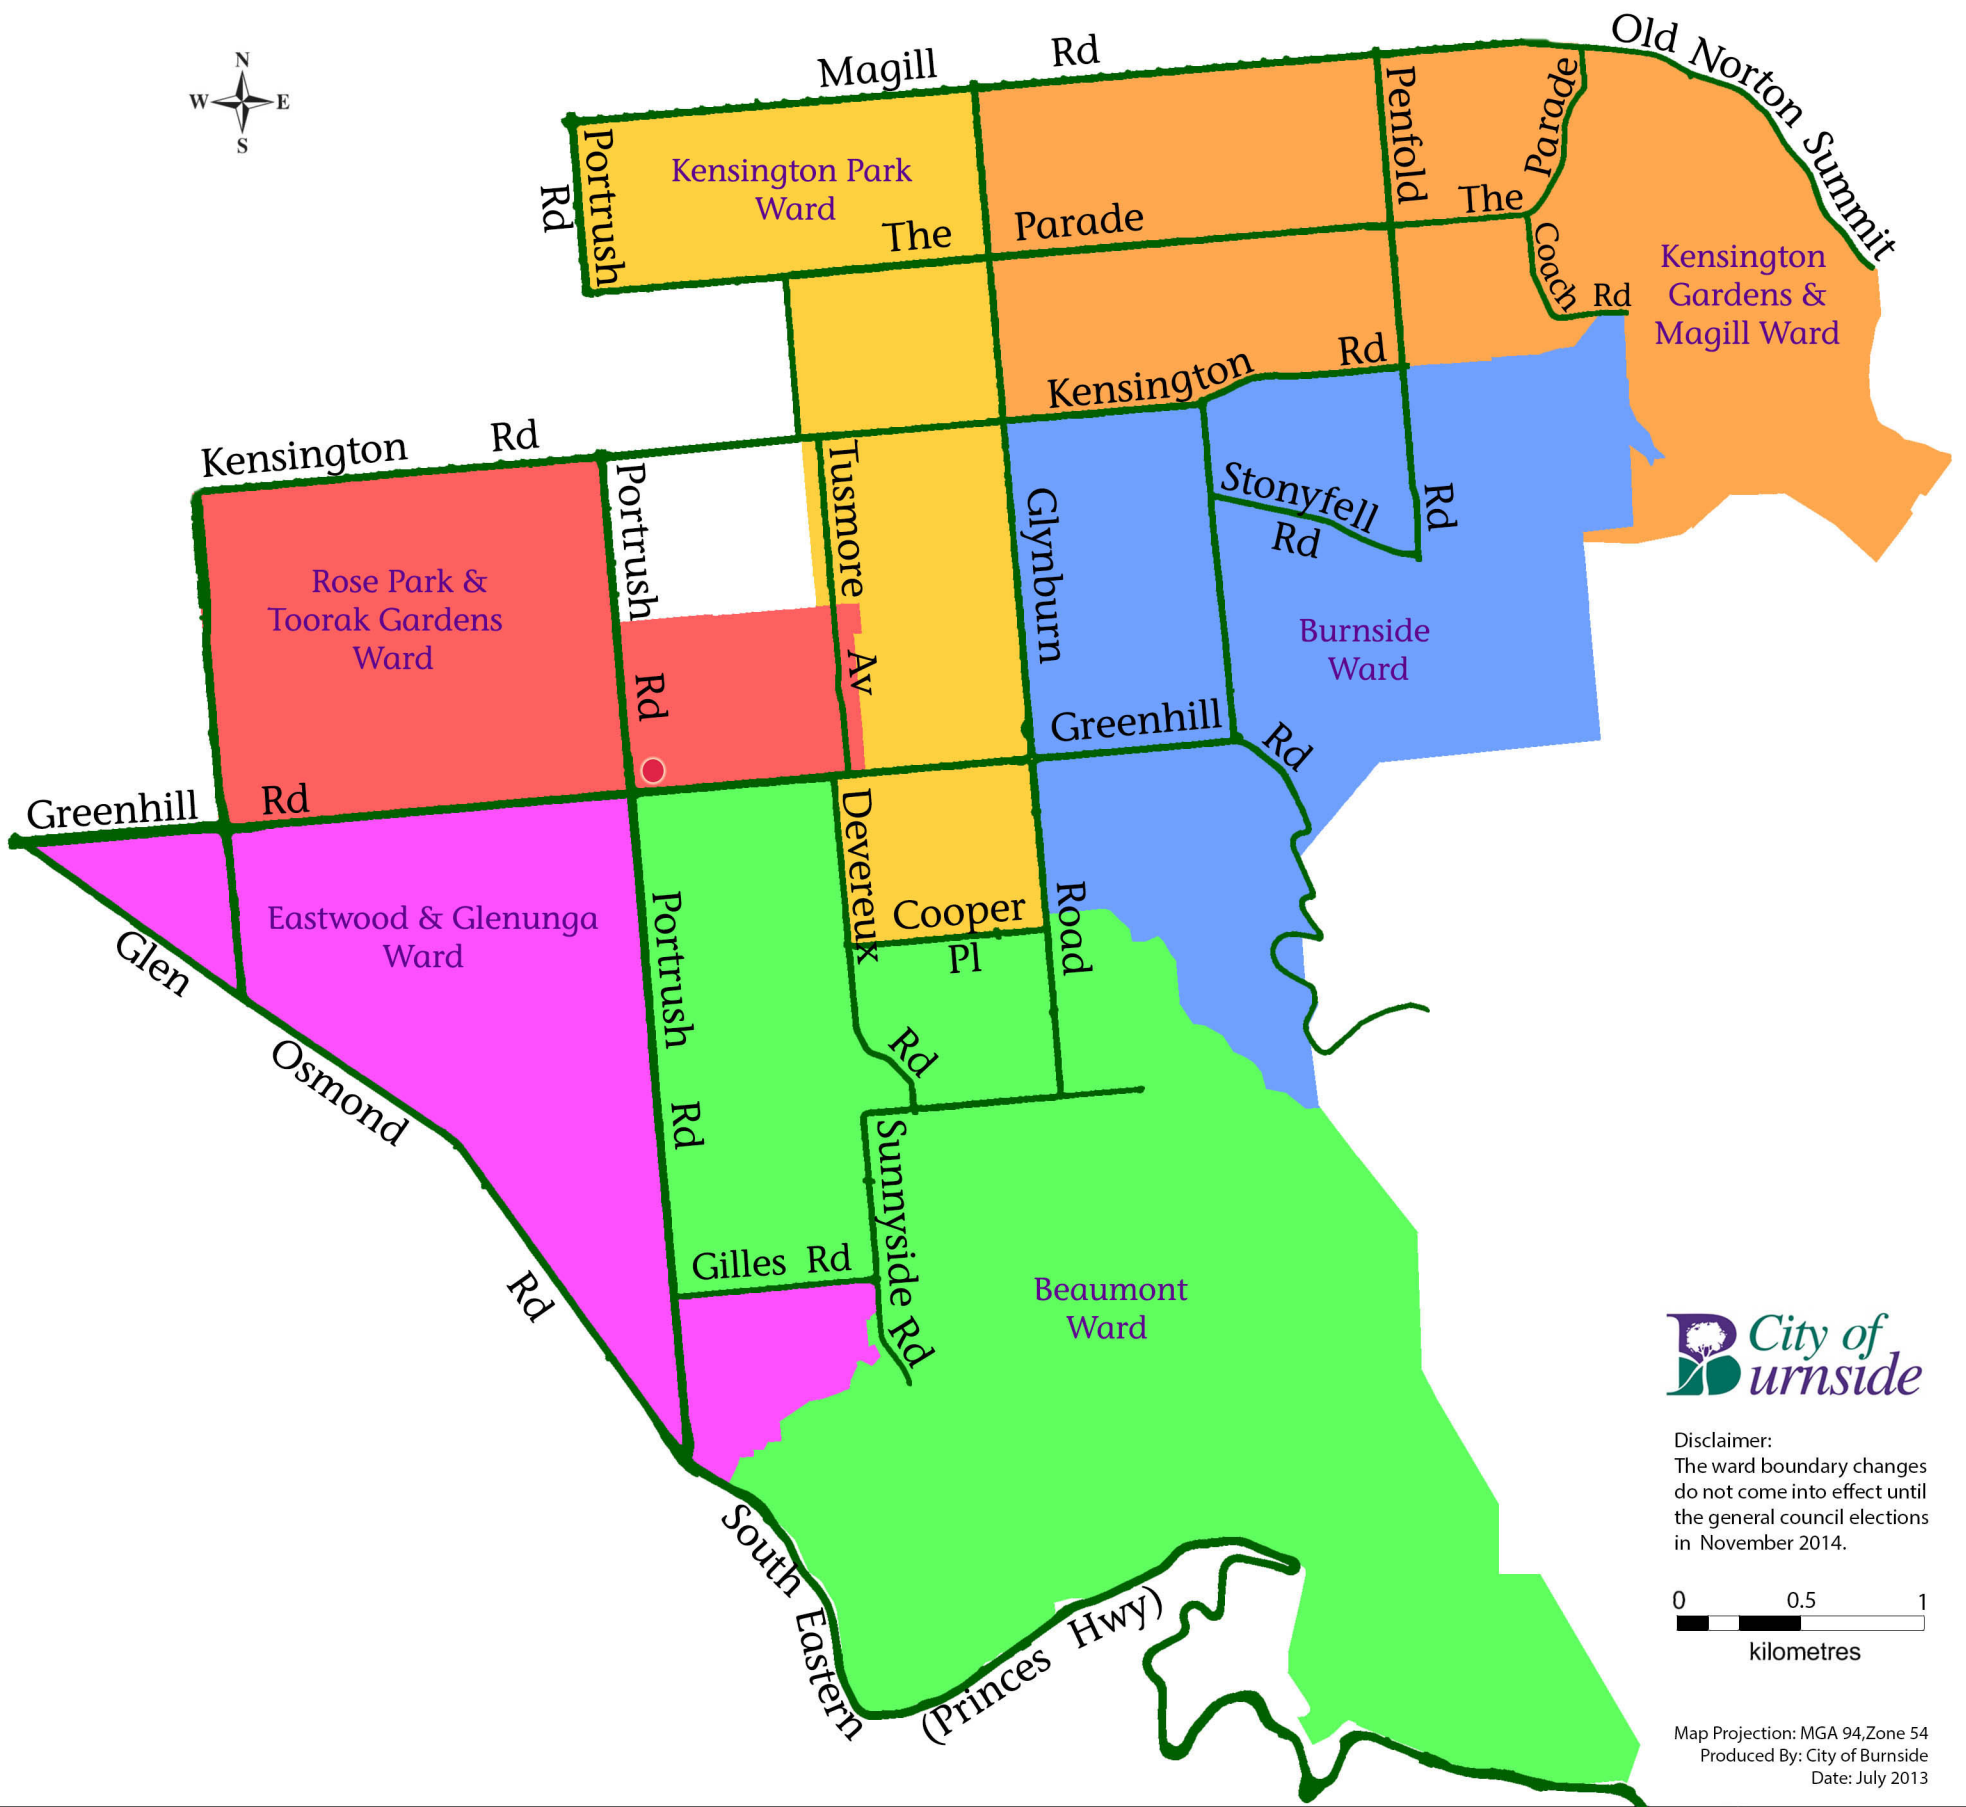 N
W E
S
Magill Rd
Old Norton Summit
Portrush
Rd
Kensington Park
Ward
The Parade
Penfold
Rd
The Parade
Coach
Rd
Kensington
Gardens &
Magill Ward
Kensington Rd
Kensington Rd
Portrush
Rd
Tusmore
Av
Glynburn
Road
Stonyfell
Rd
Rose Park &
Toorak Gardens
Ward
Burnside
Ward
Greenhill Rd
Greenhill Rd
Devereux
Rd
Cooper
Pl
Eastwood & Glenunga
Ward
Portrush
Rd
Glen
Osmond
Rd
Sunnyside Rd
Gilles Rd
Beaumont
Ward
South
Eastern
(Princes Hwy)
City of
Burnside
Disclaimer:
The ward boundary changes
do not come into effect until
the general council elections
in November 2014.
0 0.5 1
kilometres
Map Projection: MGA 94,Zone 54
Produced By: City of Burnside
Date: July 2013